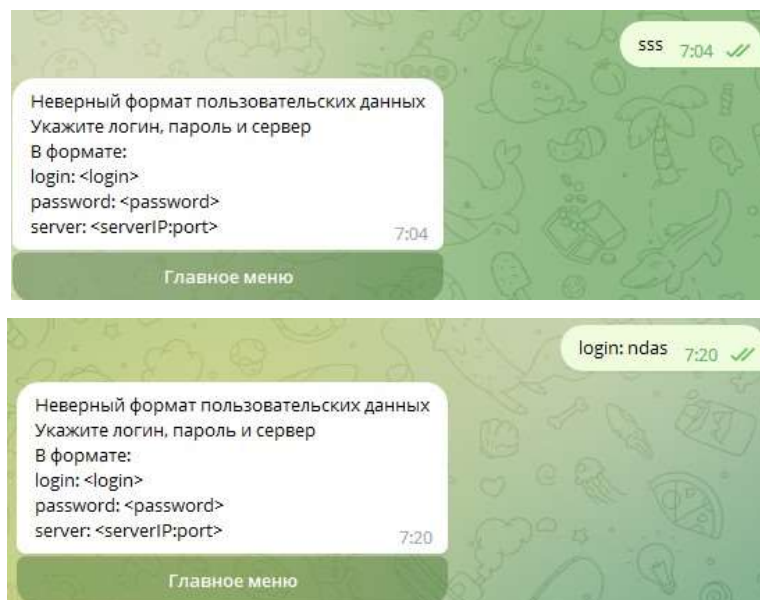 sss 7:04
Неверный формат пользовательских данных
Укажите логин, пароль и сервер
В формате:
login: <login>
password: <password>
server: <serverIP:port>
7:04
Главное меню
login: ndas 7:20
Неверный формат пользовательских данных
Укажите логин, пароль и сервер
В формате:
login: <login>
password: <password>
server: <serverIP:port>
7:20
Главное меню